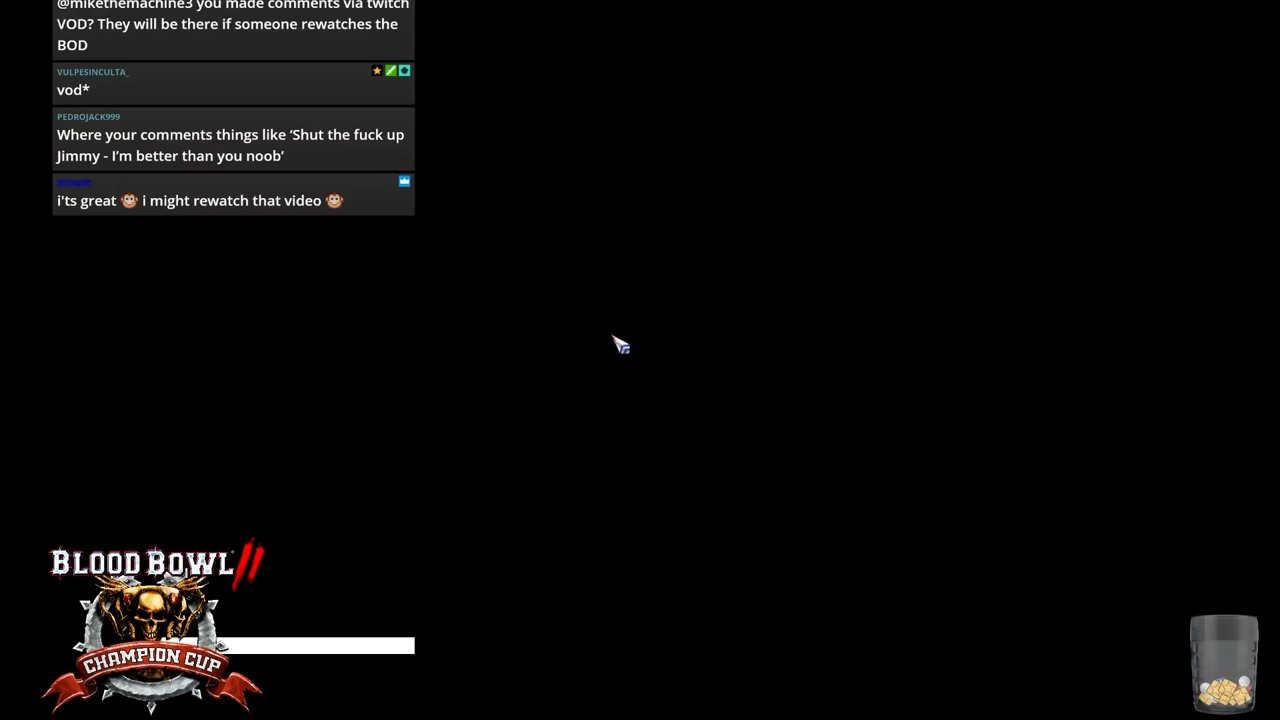 @mikethemachine3 you made comments via twitch
VOD? They will be there if someone rewatches the
BOD
VULPESINCULTA_
vod*
PEDROJACK999
Where your comments things like ‘Shut the fuck up
Jimmy - I’m better than you noob’
i'ts great 🐵 i might rewatch that video 🐵
BLOOD BOWL II
CHAMPION CUP